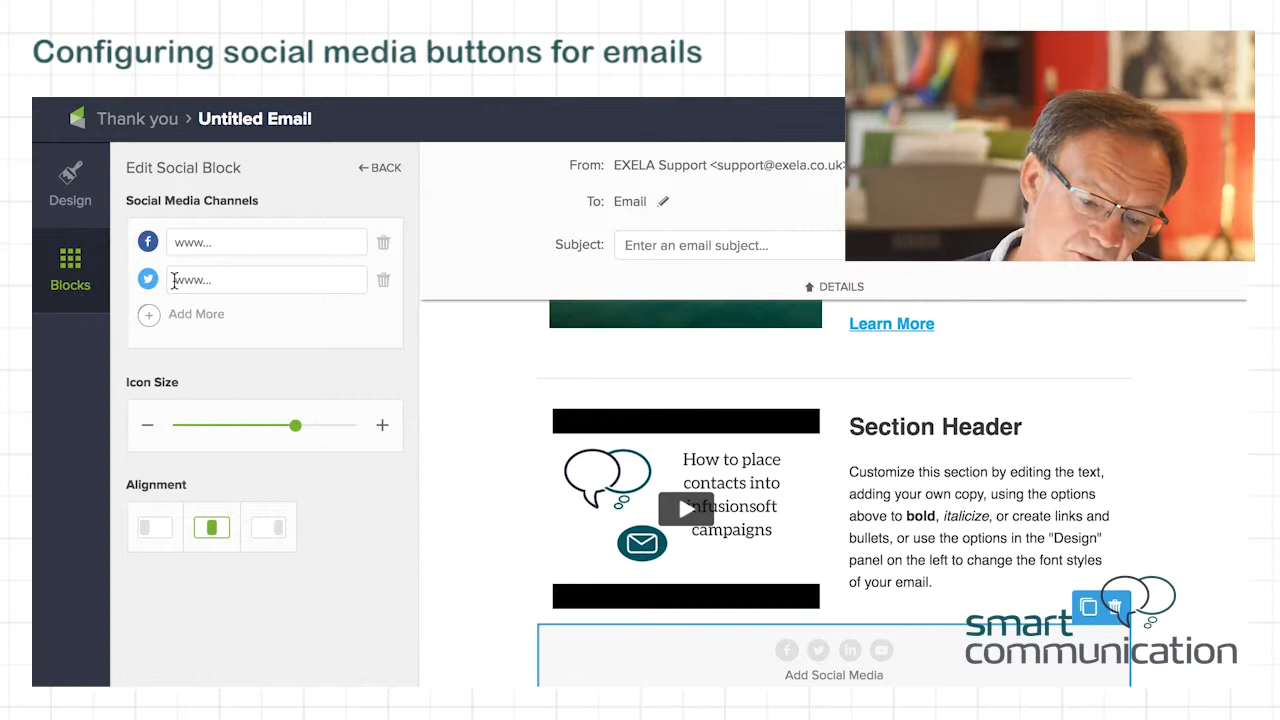 Configuring social media buttons for emails
Thank you › Untitled Email
Design
Blocks
Edit Social Block
←BACK
Social Media Channels
www...
www...
Add More
Icon Size
Alignment
From: EXELA Support <support@exela.co.uk
To: Email
Subject: Enter an email subject...
DETAILS
Learn More
How to place
contacts into
infusionsoft
campaigns
Section Header
Customize this section by editing the text,
adding your own copy, using the options
above to bold, italicize, or create links and
bullets, or use the options in the "Design"
panel on the left to change the font styles
of your email.
Add Social Media
smart
communication